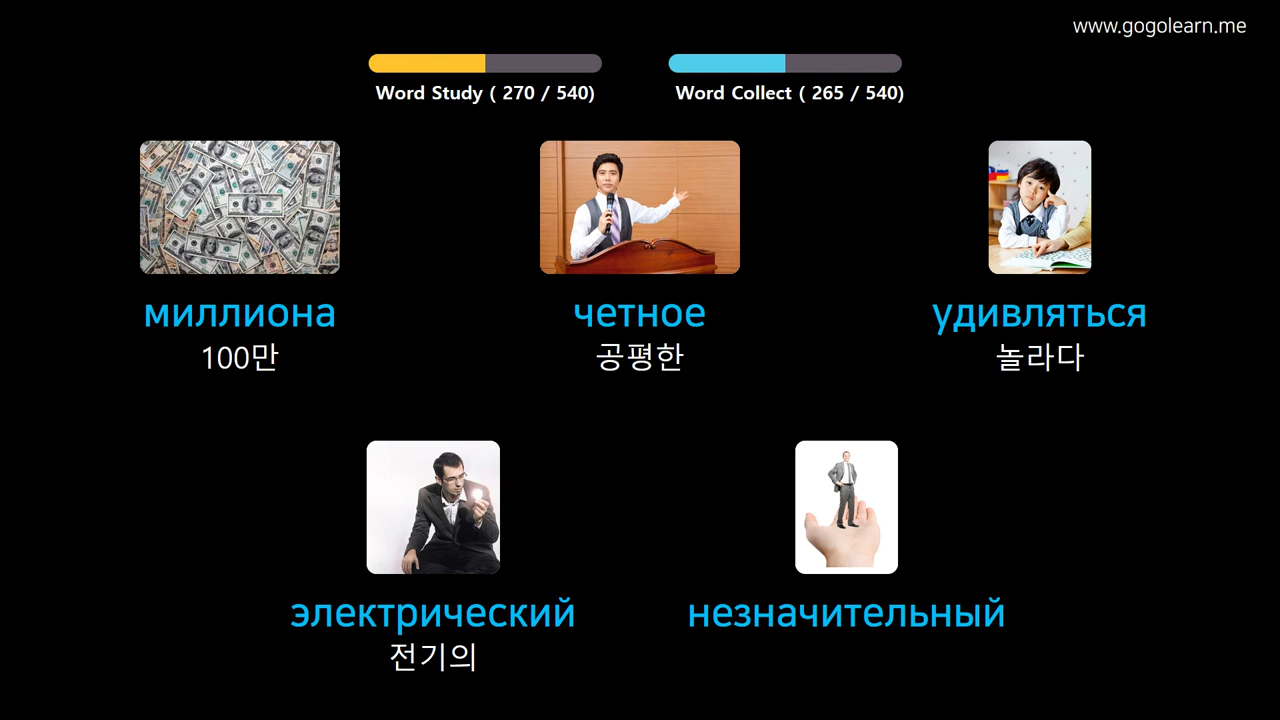 www.gogolearn.me
Word Study ( 270 / 540)
Word Collect ( 265 / 540)
миллиона
100만
четное
공평한
удивляться
놀라다
электрический
전기의
незначительный